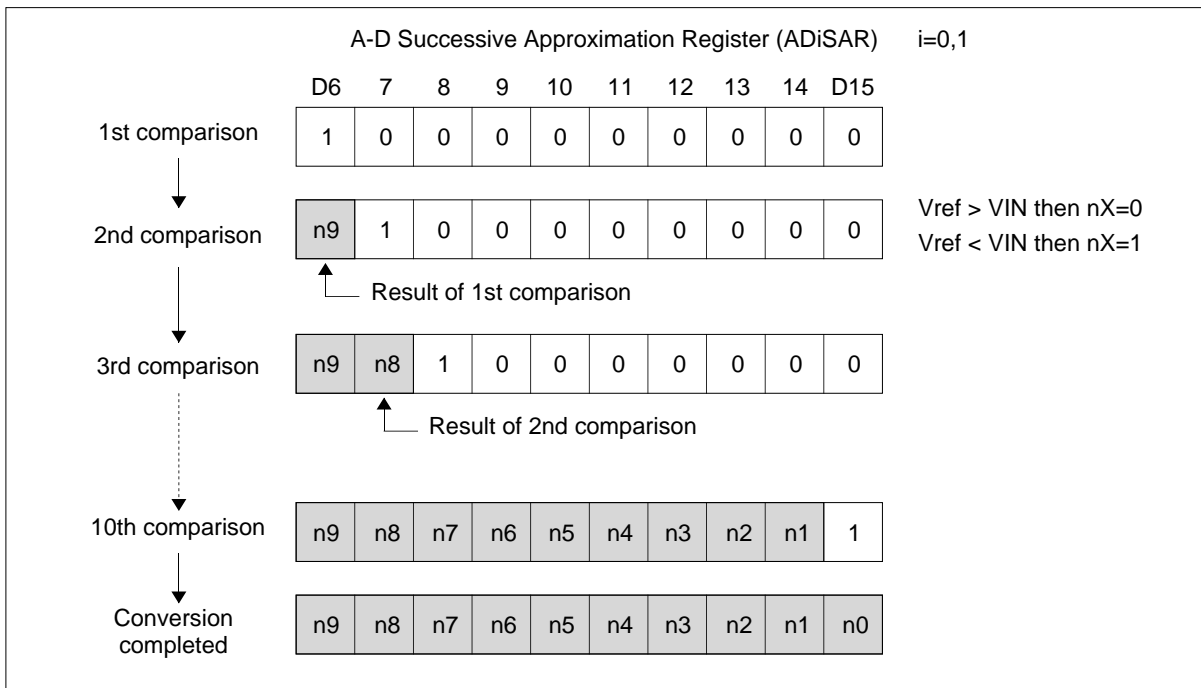 A-D Successive Approximation Register (ADiSAR) i=0,1
D6 7 8 9 10 11 12 13 14 D15
1st comparison 1 0 0 0 0 0 0 0 0 0
2nd comparison n9 1 0 0 0 0 0 0 0 0
Vref > VIN then nX=0
Vref < VIN then nX=1
Result of 1st comparison
3rd comparison n9 n8 1 0 0 0 0 0 0 0
Result of 2nd comparison
10th comparison n9 n8 n7 n6 n5 n4 n3 n2 n1 1
Conversion
completed
n9 n8 n7 n6 n5 n4 n3 n2 n1 n0